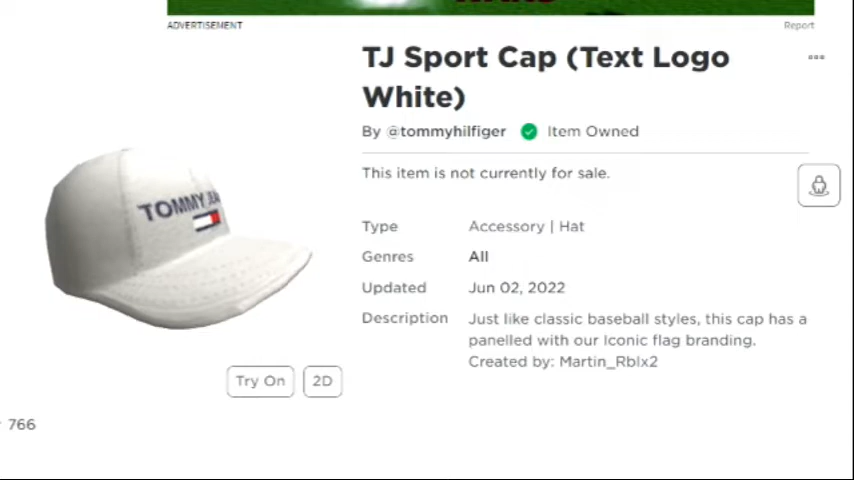 ADVERTISEMENT
Report
TJ Sport Cap (Text Logo
White)
By @tommyhilfiger Item Owned
This item is not currently for sale.
TOMMY
Type Accessory | Hat
Genres All
Updated Jun 02, 2022
Description Just like classic baseball styles, this cap has a
panelled with our Iconic flag branding.
Created by: Martin_Rblx2
Try On 2D
766